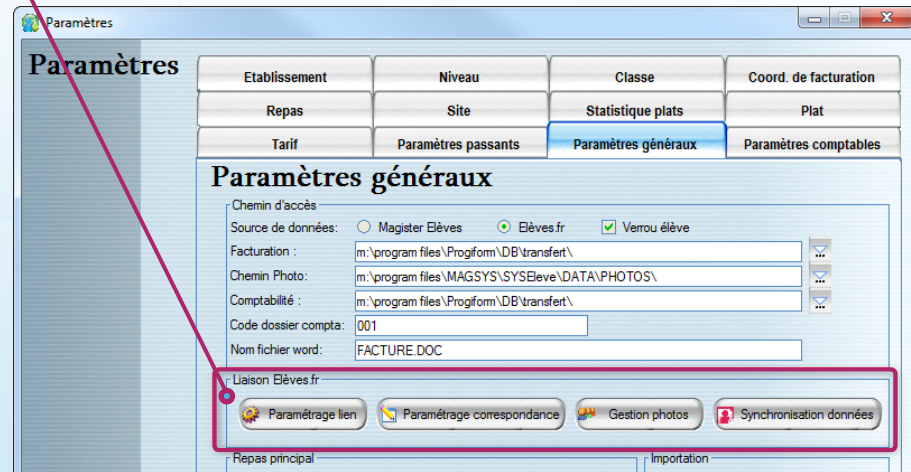 Paramètres
Paramètres
Etablissement Niveau Classe Coord. de facturation
Repas Site Statistique plats Plat
Tarif Paramètres passants Paramètres généraux Paramètres comptables
Paramètres généraux
Chemin d'accès
Source de données: Magister Elèves Elèves.fr Verrou élève
Facturation : m:\program files\Progiform\DB\transfert\
Chemin Photo: m:\program files\MAGSYS\SYSEleve\DATA\PHOTOS\
Comptabilité : m:\program files\Progiform\DB\transfert\
Code dossier compta: 001
Nom fichier word: FACTURE.DOC
Liaison Elèves.fr
Paramétrage lien Paramétrage correspondance Gestion photos Synchronisation données
Repas principal Importation